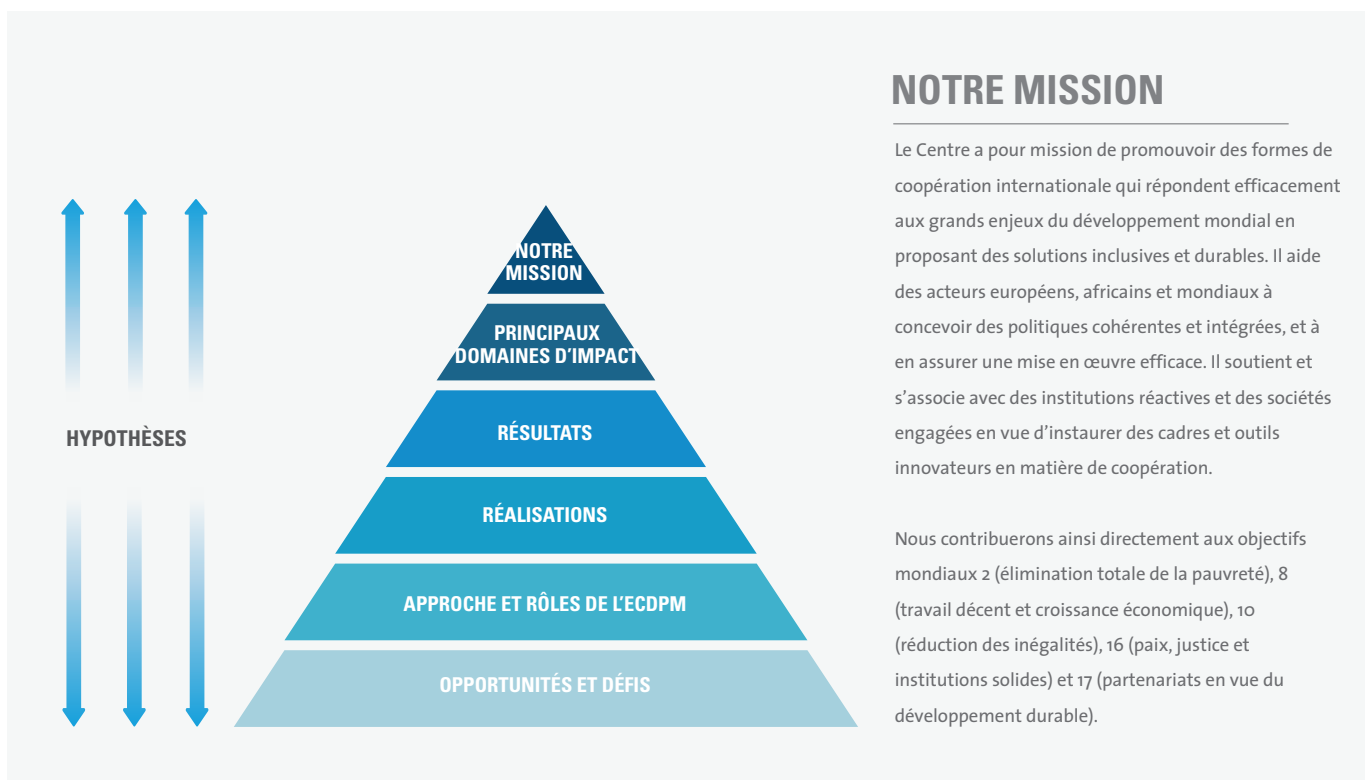 NOTRE MISSION
Le Centre a pour mission de promouvoir des formes de
coopération internationale qui répondent efficacement
aux grands enjeux du développement mondial en
proposant des solutions inclusives et durables. Il aide
des acteurs européens, africains et mondiaux à
concevoir des politiques cohérentes et intégrées, et à
en assurer une mise en œuvre efficace. Il soutient et
s’associe avec des institutions réactives et des sociétés
engagées en vue d’instaurer des cadres et outils
innovateurs en matière de coopération.
Nous contribuerons ainsi directement aux objectifs
mondiaux 2 (élimination totale de la pauvreté), 8
(travail décent et croissance économique), 10
(réduction des inégalités), 16 (paix, justice et
institutions solides) et 17 (partenariats en vue du
développement durable).
HYPOTHÈSES
NOTRE
MISSION
PRINCIPAUX
DOMAINES D’IMPACT
RÉSULTATS
RÉALISATIONS
APPROCHE ET RÔLES DE L’ECDPM
OPPORTUNITÉS ET DÉFIS